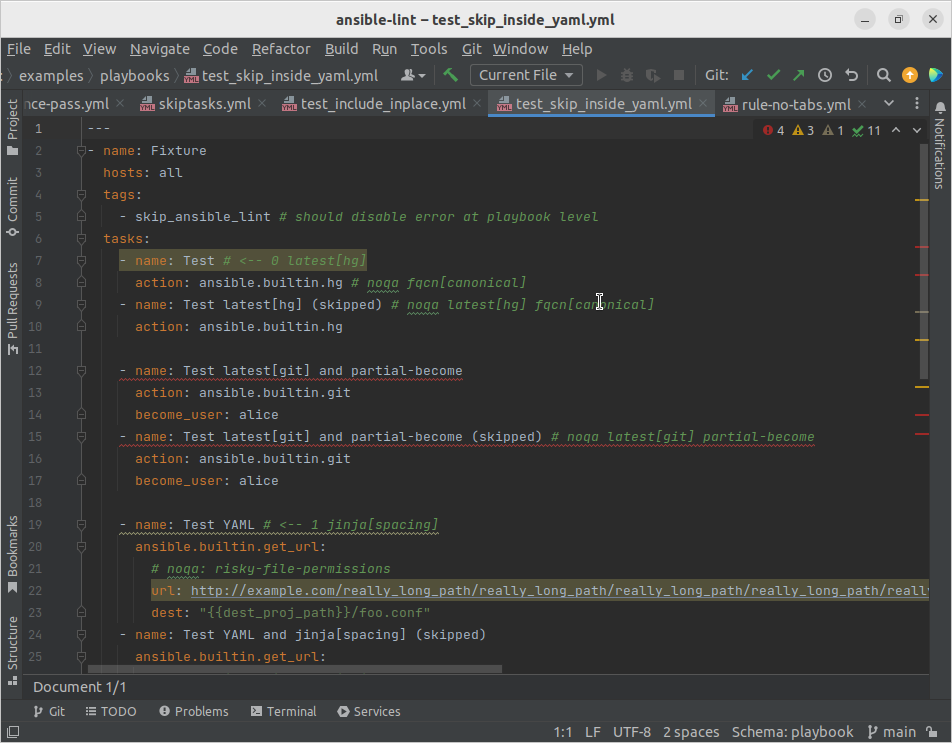 ansible-lint – test_skip_inside_yaml.yml
File Edit View Navigate Code Refactor Build Run Tools Git Window Help
examples playbooks test_skip_inside_yaml.yml Current File Git:
nce-pass.yml skiptasks.yml test_include_inplace.yml test_skip_inside_yaml.yml rule-no-tabs.yml
4 3 1 11
Project
Commit
Pull Requests
Bookmarks
Structure
Notifications
1 ---
2 - name: Fixture
3 hosts: all
4 tags:
5 - skip_ansible_lint # should disable error at playbook level
6 tasks:
7 - name: Test # <-- 0 latest[hg]
8 action: ansible.builtin.hg # noqa fqcn[canonical]
9 - name: Test latest[hg] (skipped) # noqa latest[hg] fqcn[canonical]
10 action: ansible.builtin.hg
11
12 - name: Test latest[git] and partial-become
13 action: ansible.builtin.git
14 become_user: alice
15 - name: Test latest[git] and partial-become (skipped) # noqa latest[git] partial-become
16 action: ansible.builtin.git
17 become_user: alice
18
19 - name: Test YAML # <-- 1 jinja[spacing]
20 ansible.builtin.get_url:
21 # noqa: risky-file-permissions
22 url: http://example.com/really_long_path/really_long_path/really_long_path/really_long_path/reall
23 dest: "{{dest_proj_path}}/foo.conf"
24 - name: Test YAML and jinja[spacing] (skipped)
25 ansible.builtin.get_url:
Document 1/1
Git TODO Problems Terminal Services
1:1 LF UTF-8 2 spaces Schema: playbook main